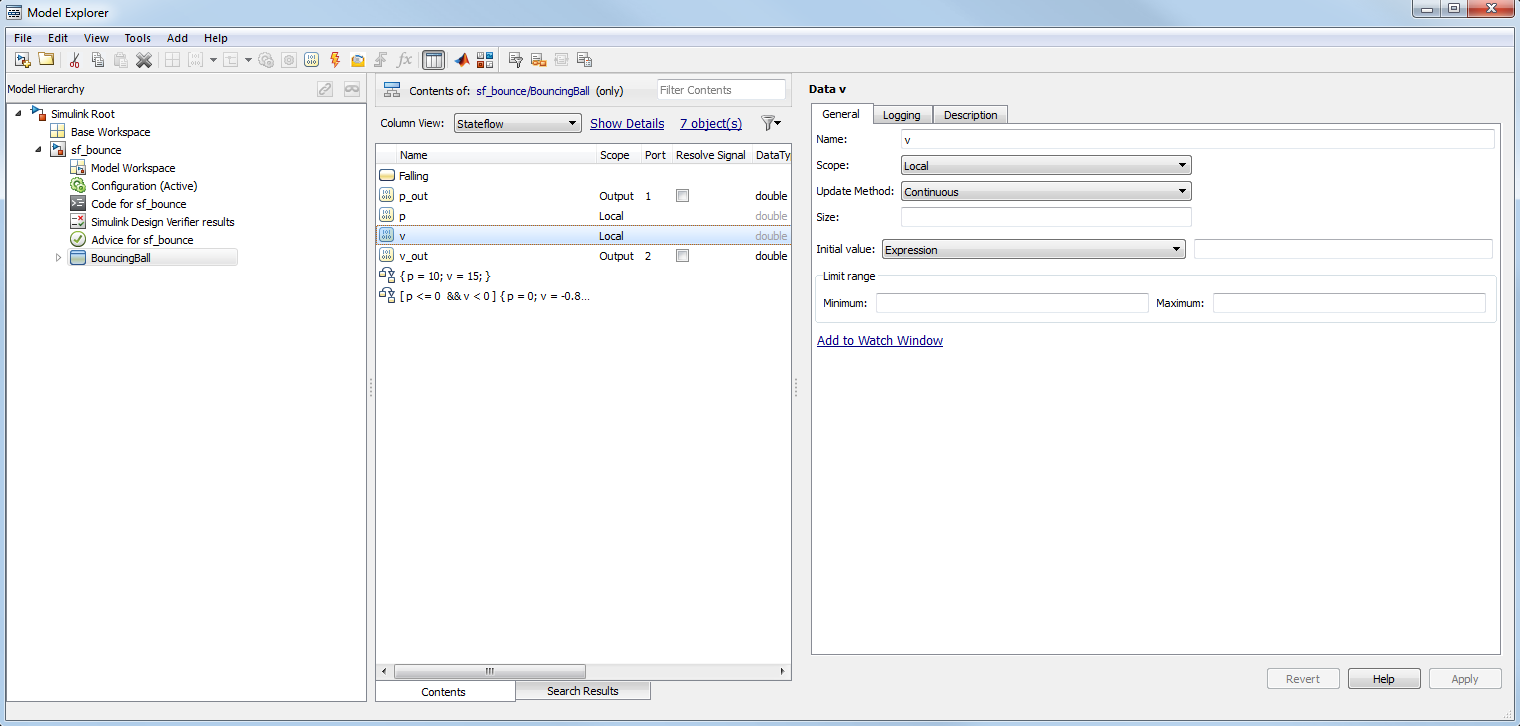 Model Explorer
File Edit View Tools Add Help
Model Hierarchy
Simulink Root
Base Workspace
sf_bounce
Model Workspace
Configuration (Active)
Code for sf_bounce
Simulink Design Verifier results
Advice for sf_bounce
BouncingBall
Contents of: sf_bounce/BouncingBall (only) Filter Contents
Column View: Stateflow Show Details 7 object(s)
Name Scope Port Resolve Signal DataTy
Falling
p_out Output 1 double
p Local double
v Local double
v_out Output 2 double
{ p = 10; v = 15; }
[ p <= 0 && v < 0 ] { p = 0; v = -0.8...
Contents Search Results
Data v
General Logging Description
Name: v
Scope: Local
Update Method: Continuous
Size:
Initial value: Expression
Limit range
Minimum: Maximum:
Add to Watch Window
Revert Help Apply